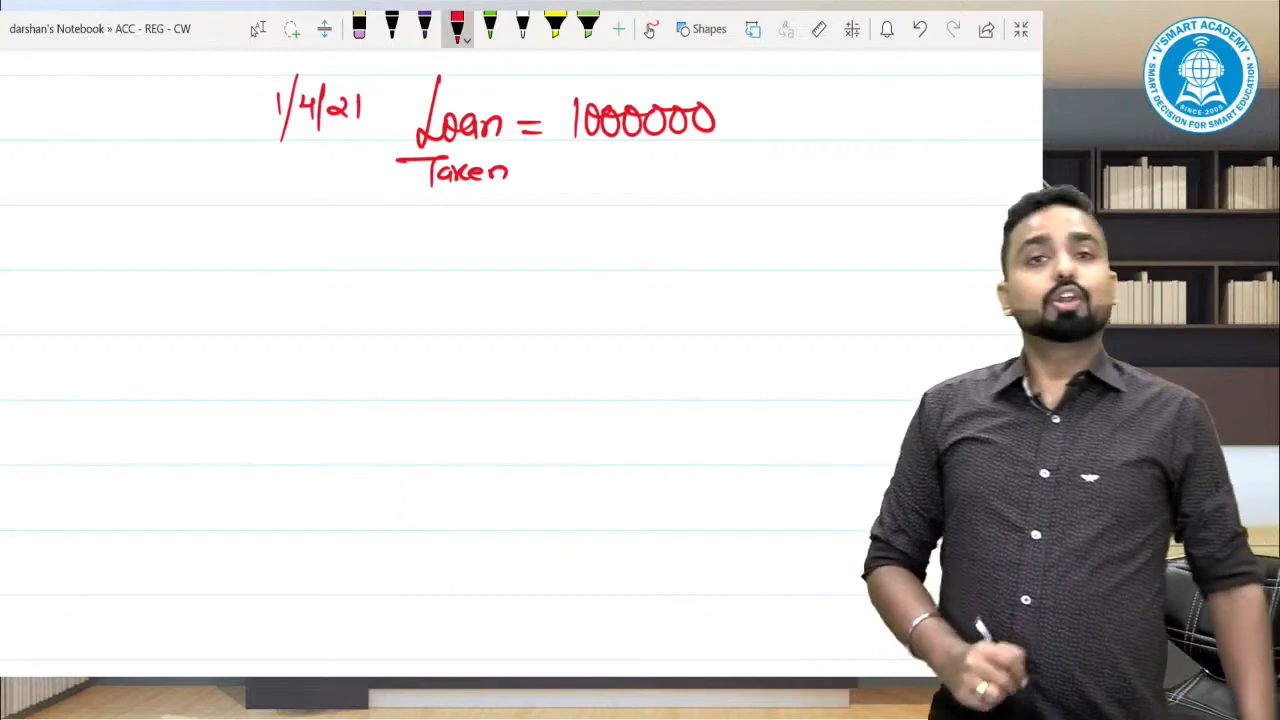 darshan's Notebook » ACC - REG - CW
Shapes
V'SMART ACADEMY
SINCE-2005
SMART DECISION FOR SMART EDUCATION
1/4/21 Loan = 1000000
Taken